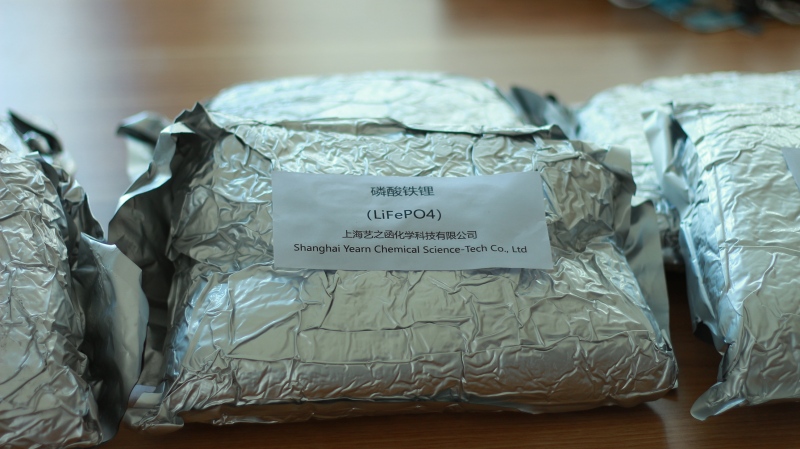 磷酸铁锂
(LiFePO4)
上海艺之函化学科技有限公司
Shanghai Yearn Chemical Science-Tech Co., Ltd